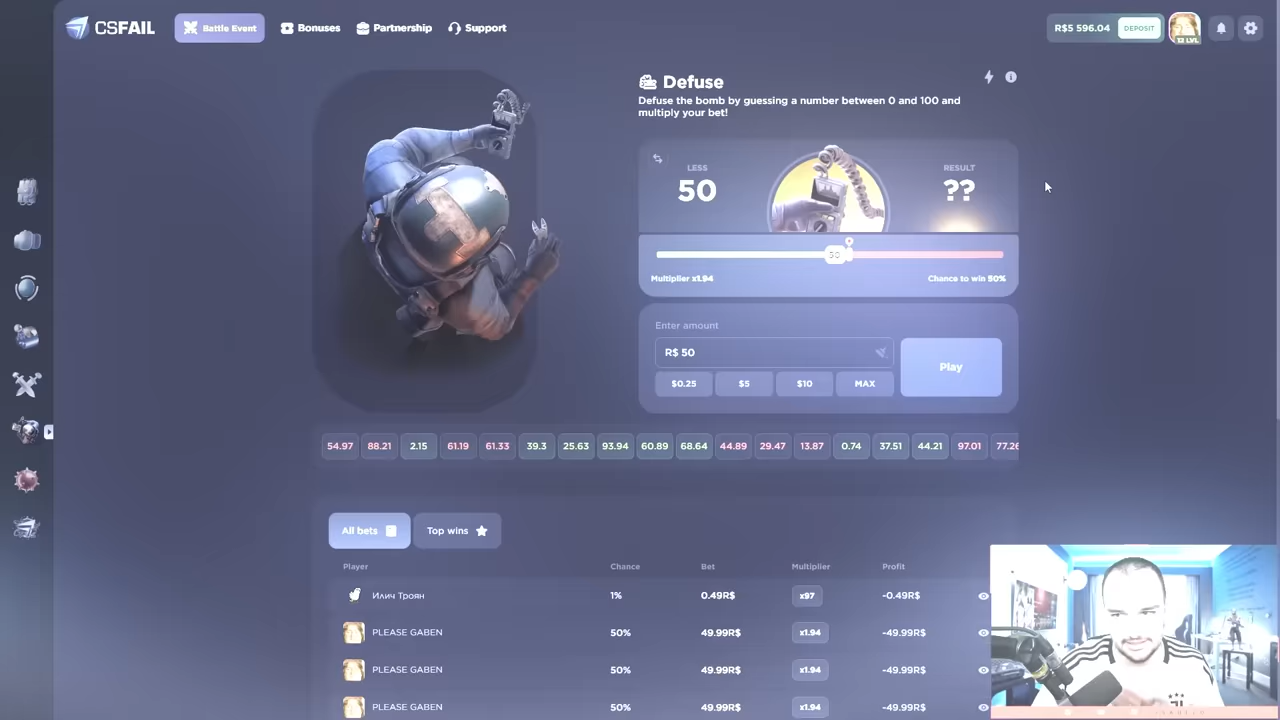 CSFAIL
Battle Event
Bonuses
Partnership
Support
R$5 596.04
DEPOSIT
12 LVL
Defuse
Defuse the bomb by guessing a number between 0 and 100 and
multiply your bet!
LESS
50
RESULT
??
50
Multiplier x1.94
Chance to win 50%
Enter amount
R$ 50
Play
$0.25
$5
$10
MAX
54.97 88.21 2.15 61.19 61.33 39.3 25.63 93.94 60.89 68.64 44.89 29.47 13.87 0.74 37.51 44.21 97.01 77.26
All bets
Top wins
Player Chance Bet Multiplier Profit
Илич Троян 1% 0.49R$ x97 -0.49R$
PLEASE GABEN 50% 49.99R$ x1.94 -49.99R$
PLEASE GABEN 50% 49.99R$ x1.94 -49.99R$
PLEASE GABEN 50% 49.99R$ x1.94 -49.99R$